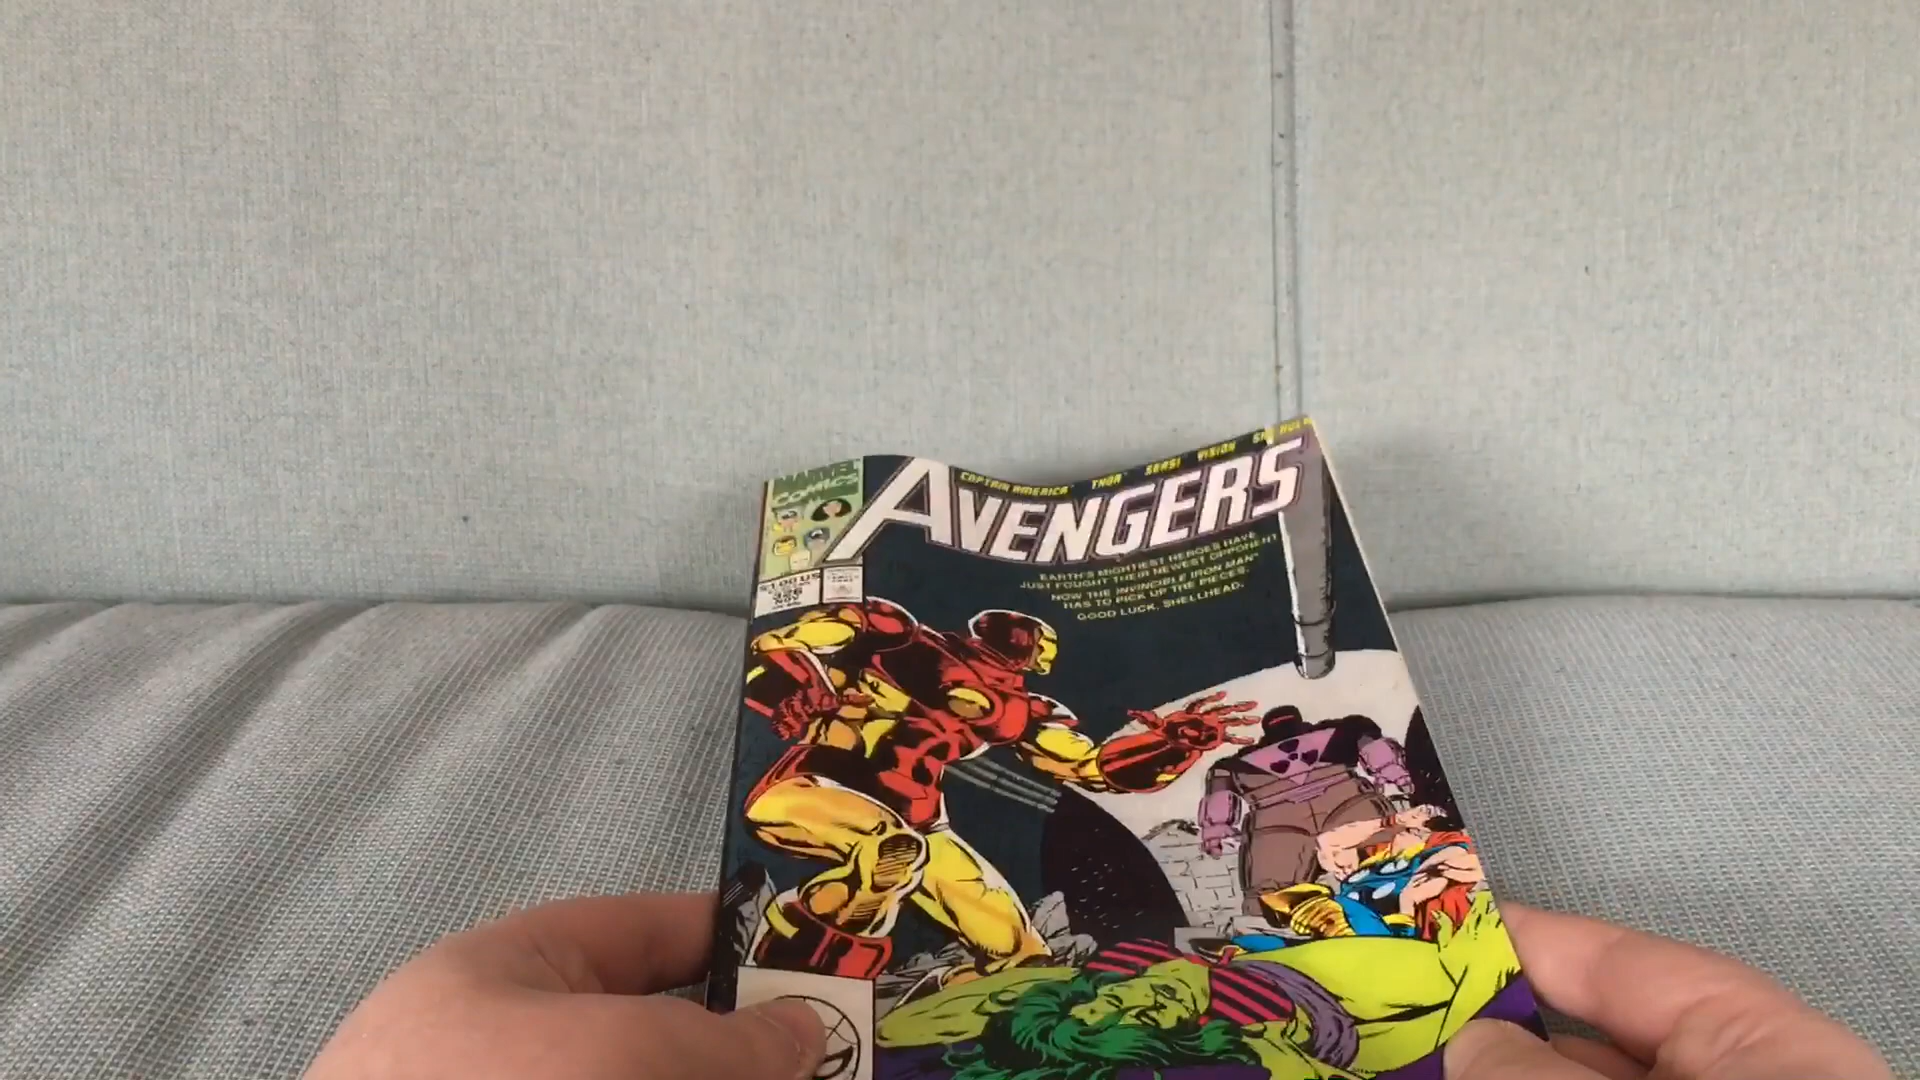 CAPTAIN AMERICA THOR SERSI VISION SHE-HULK
MARVEL
COMICS
AVENGERS
$1.00 US
326
NOV
EARTH'S MIGHTIEST HEROES HAVE
JUST FOUGHT THEIR NEWEST OPPONENT
NOW THE INVINCIBLE IRON MAN
HAS TO PICK UP THE PIECES.
GOOD LUCK, SHELLHEAD.